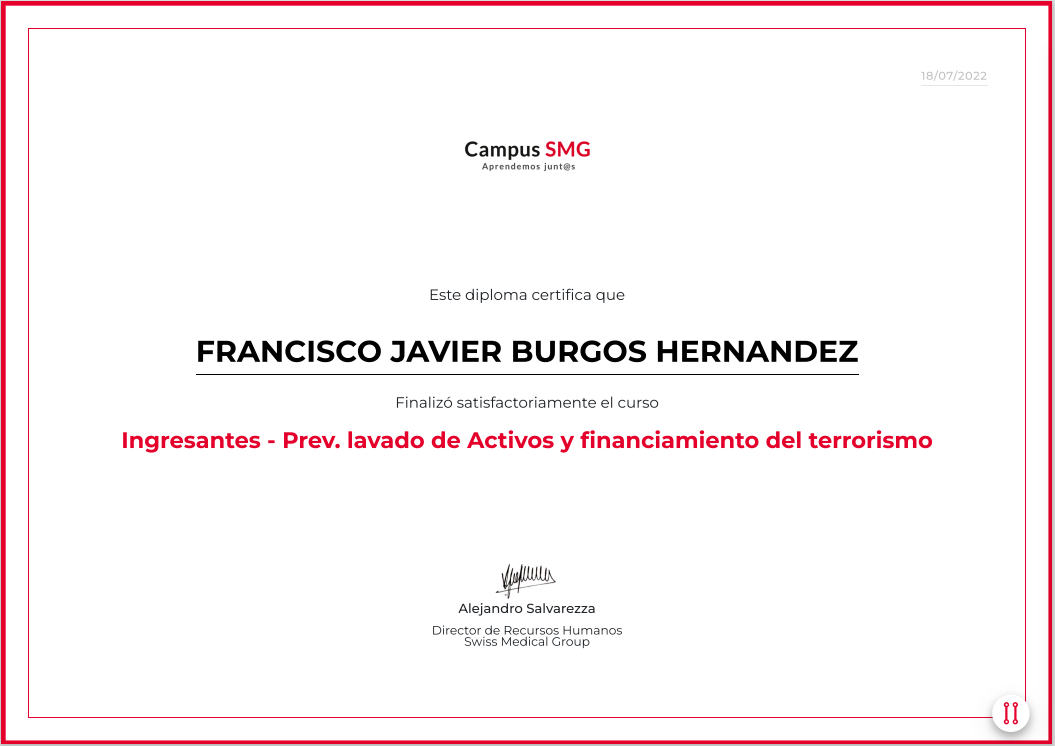 18/07/2022
Campus SMG
Aprendemos junt@s
Este diploma certifica que
FRANCISCO JAVIER BURGOS HERNANDEZ
Finalizó satisfactoriamente el curso
Ingresantes - Prev. lavado de Activos y financiamiento del terrorismo
Alejandro Salvarezza
Director de Recursos Humanos
Swiss Medical Group